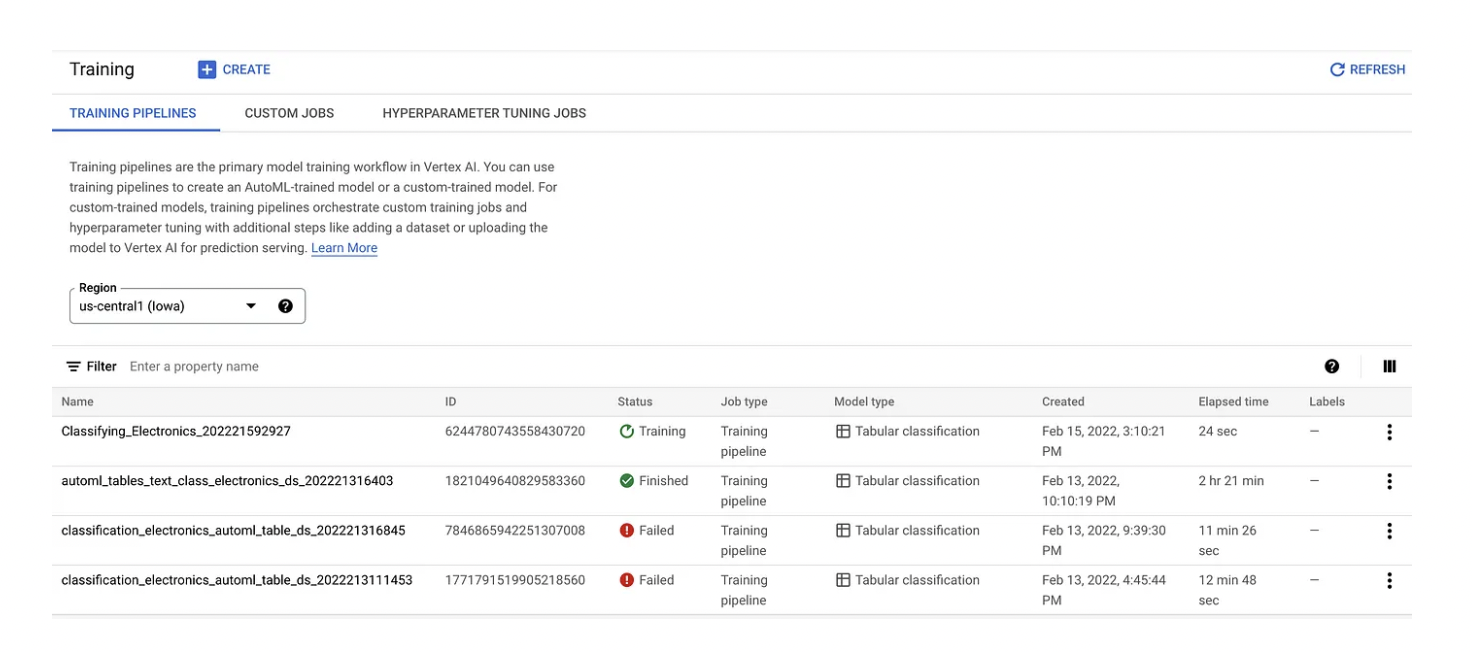 Training
CREATE
REFRESH
TRAINING PIPELINES
CUSTOM JOBS
HYPERPARAMETER TUNING JOBS
Training pipelines are the primary model training workflow in Vertex AI. You can use
training pipelines to create an AutoML-trained model or a custom-trained model. For
custom-trained models, training pipelines orchestrate custom training jobs and
hyperparameter tuning with additional steps like adding a dataset or uploading the
model to Vertex AI for prediction serving. Learn More
Region
us-central1 (Iowa)
Filter Enter a property name
Name ID Status Job type Model type Created Elapsed time Labels
Classifying_Electronics_202221592927 6244780743558430720 Training Training Tabular classification Feb 15, 2022, 3:10:21 24 sec —
pipeline PM
automl_tables_text_class_electronics_ds_202221316403 1821049640829583360 Finished Training Tabular classification Feb 13, 2022, 2 hr 21 min —
pipeline 10:10:19 PM
classification_electronics_automl_table_ds_202221316845 7846865942251307008 Failed Training Tabular classification Feb 13, 2022, 9:39:30 11 min 26 —
pipeline PM sec
classification_electronics_automl_table_ds_2022213111453 1771791519905218560 Failed Training Tabular classification Feb 13, 2022, 4:45:44 12 min 48 —
pipeline PM sec